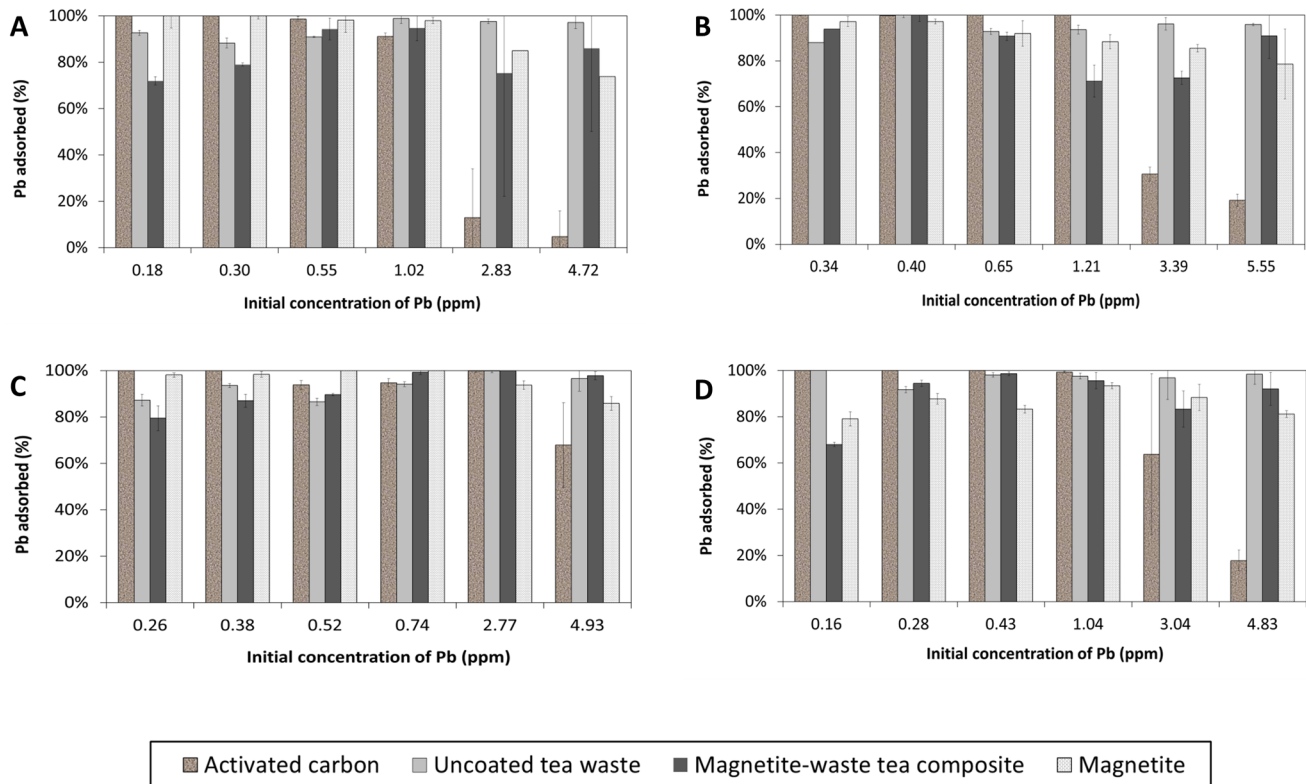 A
Pb adsorbed (%)
100%
80%
60%
40%
20%
0%
0.18 0.30 0.55 1.02 2.83 4.72
Initial concentration of Pb (ppm)
B
Pb adsorbed (%)
100%
80%
60%
40%
20%
0%
0.34 0.40 0.65 1.21 3.39 5.55
Initial concentration of Pb (ppm)
C
Pb adsorbed (%)
100%
80%
60%
40%
20%
0%
0.26 0.38 0.52 0.74 2.77 4.93
Initial concentration of Pb (ppm)
D
Pb adsorbed (%)
100%
80%
60%
40%
20%
0%
0.16 0.28 0.43 1.04 3.04 4.83
Initial concentration of Pb (ppm)
Activated carbon Uncoated tea waste Magnetite-waste tea composite Magnetite